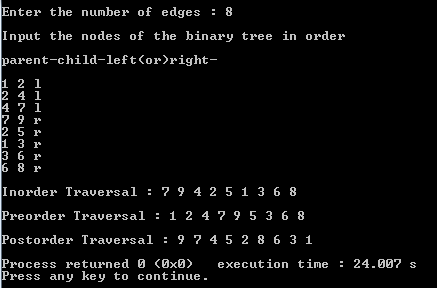 Enter the number of edges : 8
Input the nodes of the binary tree in order
parent-child-left(or)right-
1 2 l
2 4 l
4 7 l
7 9 r
2 5 r
1 3 r
3 6 r
6 8 r
Inorder Traversal : 7 9 4 2 5 1 3 6 8
Preorder Traversal : 1 2 4 7 9 5 3 6 8
Postorder Traversal : 9 7 4 5 2 8 6 3 1
Process returned 0 (0x0)   execution time : 24.007 s
Press any key to continue.